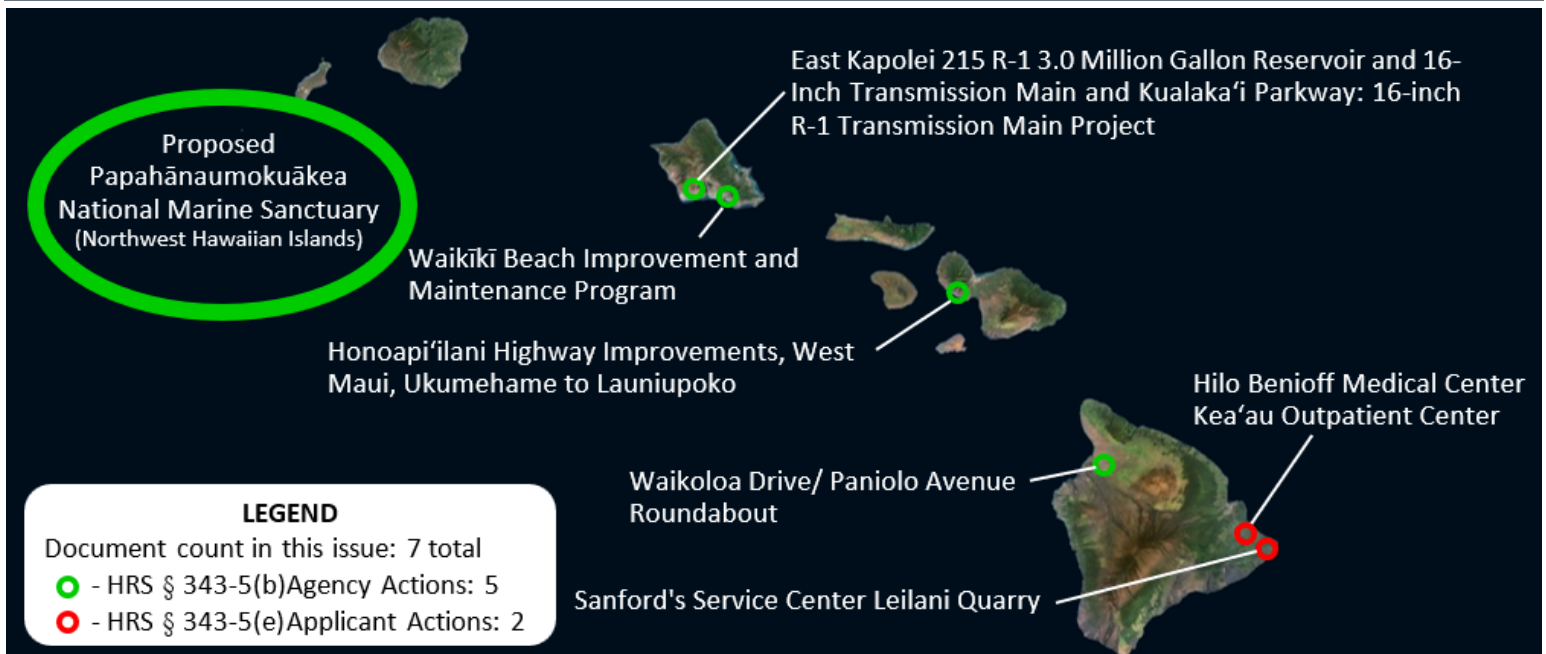 East Kapolei 215 R-1 3.0 Million Gallon Reservoir and 16-
Inch Transmission Main and Kualakaʻi Parkway: 16-inch
R-1 Transmission Main Project
Proposed
Papahānaumokuākea
National Marine Sanctuary
(Northwest Hawaiian Islands)
Waikīkī Beach Improvement and
Maintenance Program
Honoapiʻilani Highway Improvements, West
Maui, Ukumehame to Launiupoko
Hilo Benioff Medical Center
Keaʻau Outpatient Center
Waikoloa Drive/ Paniolo Avenue
Roundabout
Sanford's Service Center Leilani Quarry
LEGEND
Document count in this issue: 7 total
- HRS § 343-5(b)Agency Actions: 5
- HRS § 343-5(e)Applicant Actions: 2